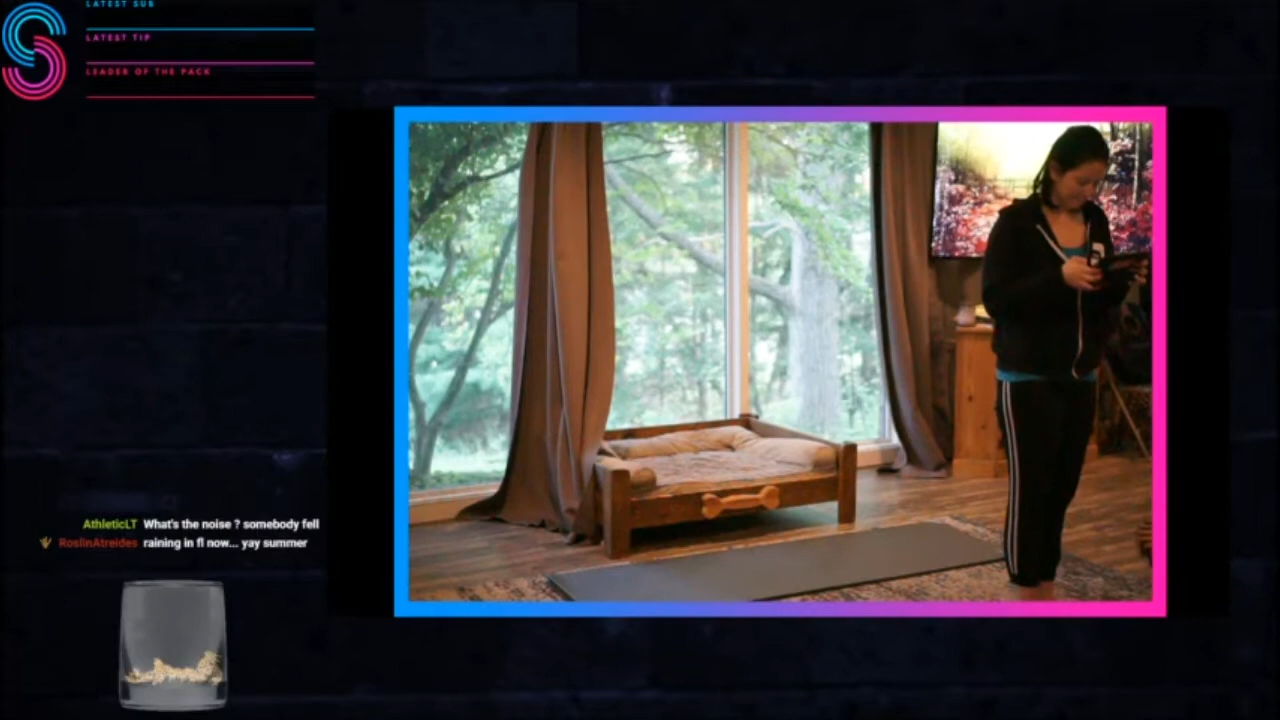 LATEST SUB
LATEST TIP
LEADER OF THE PACK
AthleticLT What's the noise ? somebody fell
RoslinAtreides raining in fl now... yay summer